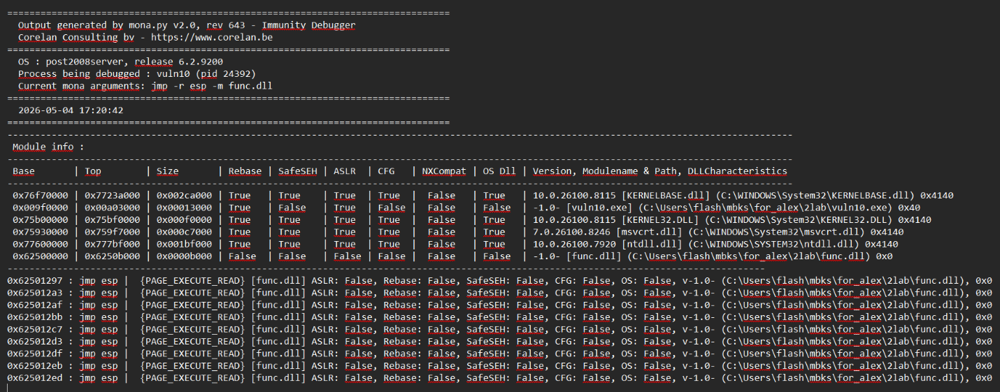 ================================================================================
Output generated by mona.py v2.0, rev 643 - Immunity Debugger
Corelan Consulting bv - https://www.corelan.be
================================================================================
OS : post2008server, release 6.2.9200
Process being debugged : vuln10 (pid 24392)
Current mona arguments: jmp -r esp -m func.dll
================================================================================
2026-05-04 17:20:42
================================================================================
-----------------------------------------------------------------------------------------------------------------------------------------
Module info :
-----------------------------------------------------------------------------------------------------------------------------------------
Base | Top | Size | Rebase | SafeSEH | ASLR | CFG | NXCompat | OS Dll | Version, Modulename & Path, DLLCharacteristics
-----------------------------------------------------------------------------------------------------------------------------------------
0x76f70000 | 0x7723a000 | 0x002ca000 | True | True | True | True | False | True | 10.0.26100.8115 [KERNELBASE.dll] (C:\WINDOWS\System32\KERNELBASE.dll) 0x4140
0x009f0000 | 0x00a03000 | 0x00013000 | True | False | True | False | False | False | -1.0- [vuln10.exe] (C:\Users\flash\mbks\for_alex\2lab\vuln10.exe) 0x40
0x75b00000 | 0x75bf0000 | 0x000f0000 | True | True | True | True | False | True | 10.0.26100.8115 [KERNEL32.DLL] (C:\WINDOWS\System32\KERNEL32.DLL) 0x4140
0x75930000 | 0x759f7000 | 0x000c7000 | True | True | True | True | False | True | 7.0.26100.8246 [msvcrt.dll] (C:\WINDOWS\System32\msvcrt.dll) 0x4140
0x77600000 | 0x777bf000 | 0x001bf000 | True | True | True | True | False | True | 10.0.26100.7920 [ntdll.dll] (C:\WINDOWS\SYSTEM32\ntdll.dll) 0x4140
0x62500000 | 0x6250b000 | 0x0000b000 | False | False | False | False | False | False | -1.0- [func.dll] (C:\Users\flash\mbks\for_alex\2lab\func.dll) 0x0
-----------------------------------------------------------------------------------------------------------------------------------------
0x62501297 : jmp esp | {PAGE_EXECUTE_READ} [func.dll] ASLR: False, Rebase: False, SafeSEH: False, CFG: False, OS: False, v-1.0- (C:\Users\flash\mbks\for_alex\2lab\func.dll), 0x0
0x625012a3 : jmp esp | {PAGE_EXECUTE_READ} [func.dll] ASLR: False, Rebase: False, SafeSEH: False, CFG: False, OS: False, v-1.0- (C:\Users\flash\mbks\for_alex\2lab\func.dll), 0x0
0x625012af : jmp esp | {PAGE_EXECUTE_READ} [func.dll] ASLR: False, Rebase: False, SafeSEH: False, CFG: False, OS: False, v-1.0- (C:\Users\flash\mbks\for_alex\2lab\func.dll), 0x0
0x625012bb : jmp esp | {PAGE_EXECUTE_READ} [func.dll] ASLR: False, Rebase: False, SafeSEH: False, CFG: False, OS: False, v-1.0- (C:\Users\flash\mbks\for_alex\2lab\func.dll), 0x0
0x625012c7 : jmp esp | {PAGE_EXECUTE_READ} [func.dll] ASLR: False, Rebase: False, SafeSEH: False, CFG: False, OS: False, v-1.0- (C:\Users\flash\mbks\for_alex\2lab\func.dll), 0x0
0x625012d3 : jmp esp | {PAGE_EXECUTE_READ} [func.dll] ASLR: False, Rebase: False, SafeSEH: False, CFG: False, OS: False, v-1.0- (C:\Users\flash\mbks\for_alex\2lab\func.dll), 0x0
0x625012df : jmp esp | {PAGE_EXECUTE_READ} [func.dll] ASLR: False, Rebase: False, SafeSEH: False, CFG: False, OS: False, v-1.0- (C:\Users\flash\mbks\for_alex\2lab\func.dll), 0x0
0x625012eb : jmp esp | {PAGE_EXECUTE_READ} [func.dll] ASLR: False, Rebase: False, SafeSEH: False, CFG: False, OS: False, v-1.0- (C:\Users\flash\mbks\for_alex\2lab\func.dll), 0x0
0x625012ed : jmp esp | {PAGE_EXECUTE_READ} [func.dll] ASLR: False, Rebase: False, SafeSEH: False, CFG: False, OS: False, v-1.0- (C:\Users\flash\mbks\for_alex\2lab\func.dll), 0x0